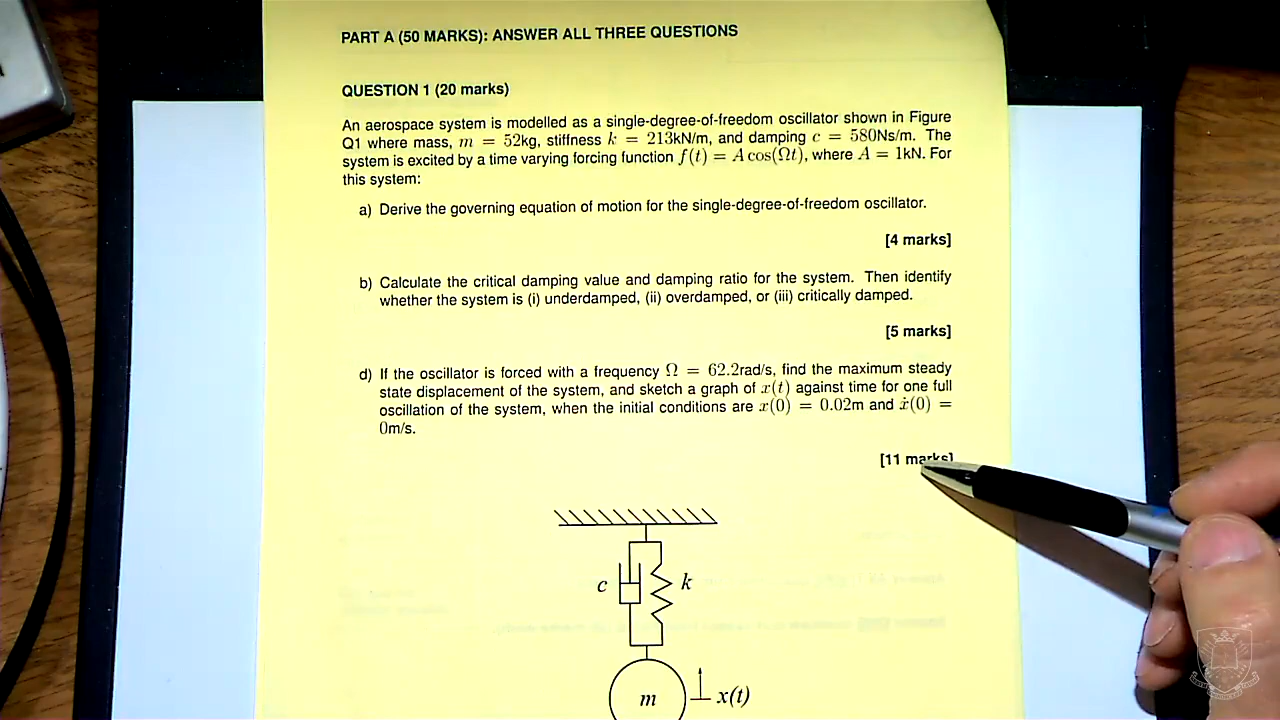 PART A (50 MARKS): ANSWER ALL THREE QUESTIONS
QUESTION 1 (20 marks)
An aerospace system is modelled as a single-degree-of-freedom oscillator shown in Figure
Q1 where mass, m = 52kg, stiffness k = 213kN/m, and damping c = 580Ns/m. The
system is excited by a time varying forcing function f(t) = A cos(Ωt), where A = 1kN. For
this system:
a) Derive the governing equation of motion for the single-degree-of-freedom oscillator.
[4 marks]
b) Calculate the critical damping value and damping ratio for the system. Then identify
whether the system is (i) underdamped, (ii) overdamped, or (iii) critically damped.
[5 marks]
d) If the oscillator is forced with a frequency Ω = 62.2rad/s, find the maximum steady
state displacement of the system, and sketch a graph of x(t) against time for one full
oscillation of the system, when the initial conditions are x(0) = 0.02m and ẋ(0) =
0m/s.
[11 marks]
c k
m x(t)